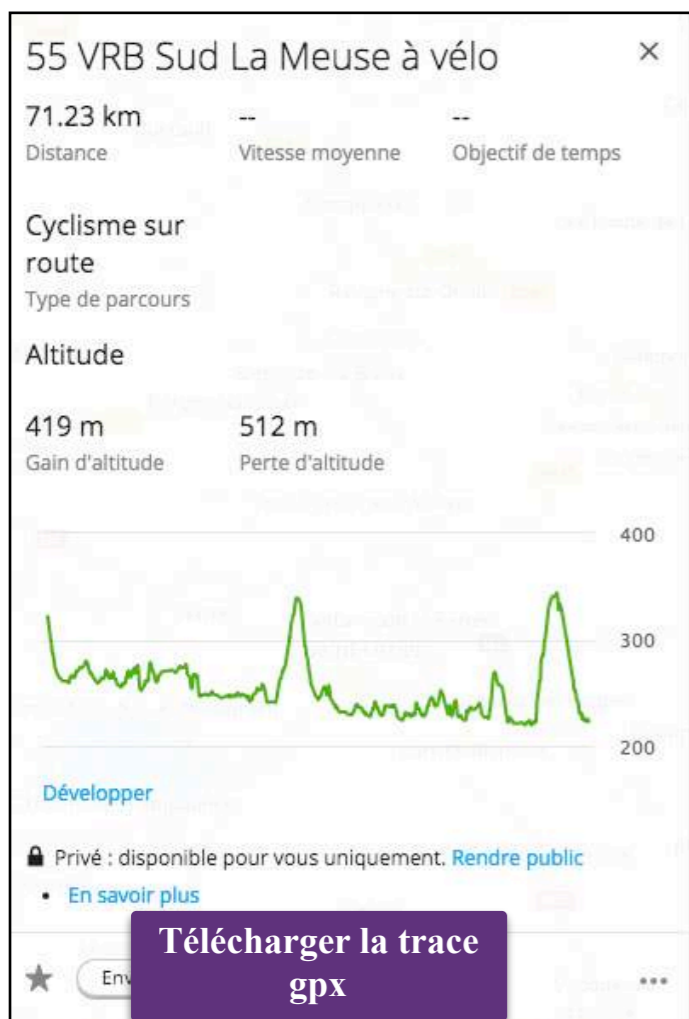 55 VRB Sud La Meuse à vélo
71.23 km -- --
Distance Vitesse moyenne Objectif de temps
Cyclisme sur
route
Type de parcours
Altitude
419 m 512 m
Gain d'altitude Perte d'altitude
400
300
200
Développer
Privé : disponible pour vous uniquement. Rendre public
• En savoir plus
Télécharger la trace
gpx